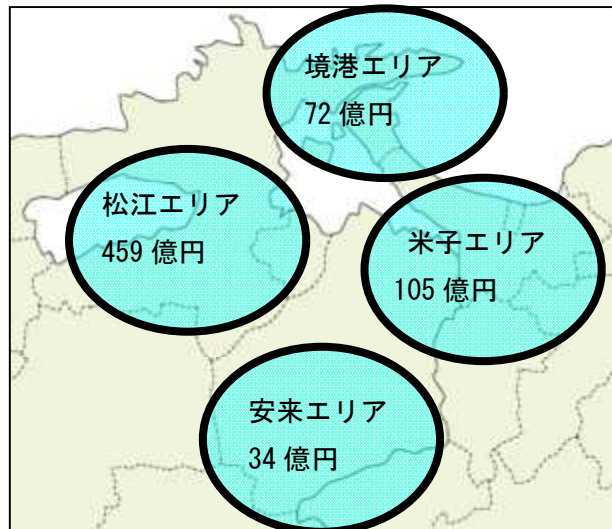 境港エリア
72 億円
松江エリア
459 億円
米子エリア
105 億円
安来エリア
34 億円